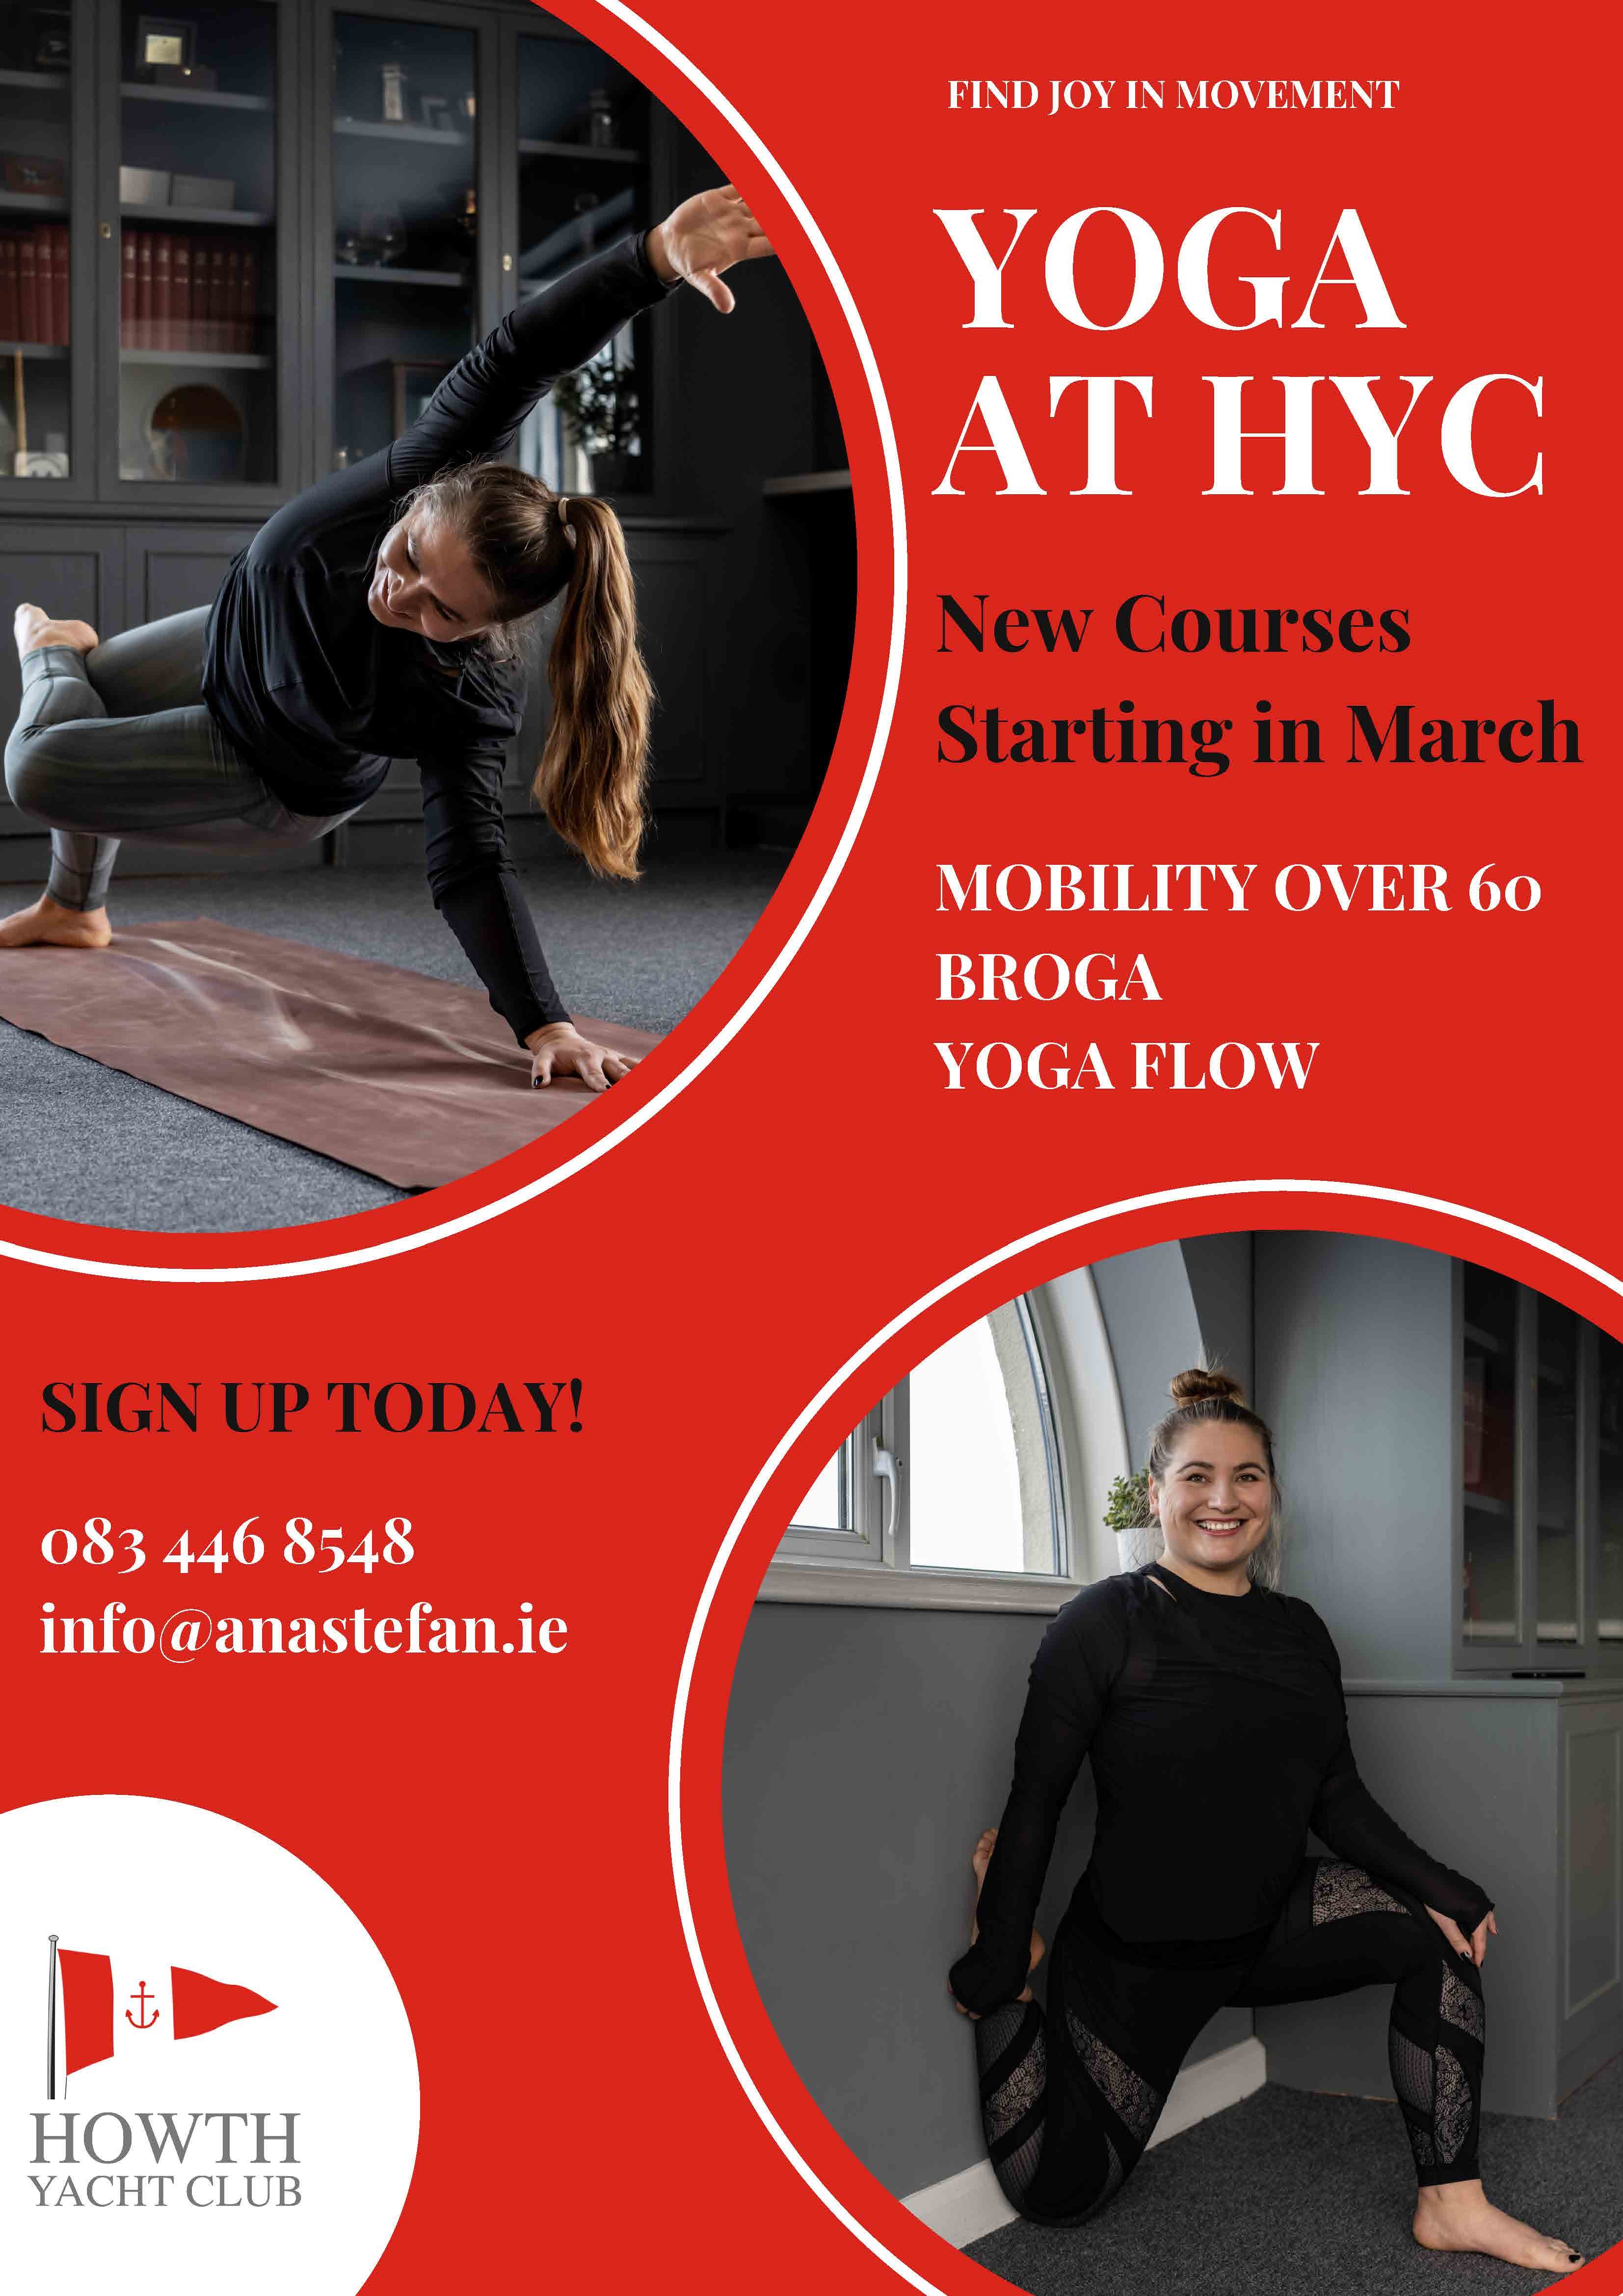 FIND JOY IN MOVEMENT
YOGA
AT HYC
New Courses
Starting in March
MOBILITY OVER 60
BROGA
YOGA FLOW
SIGN UP TODAY!
083 446 8548
info@anastefan.ie
HOWTH
YACHT CLUB